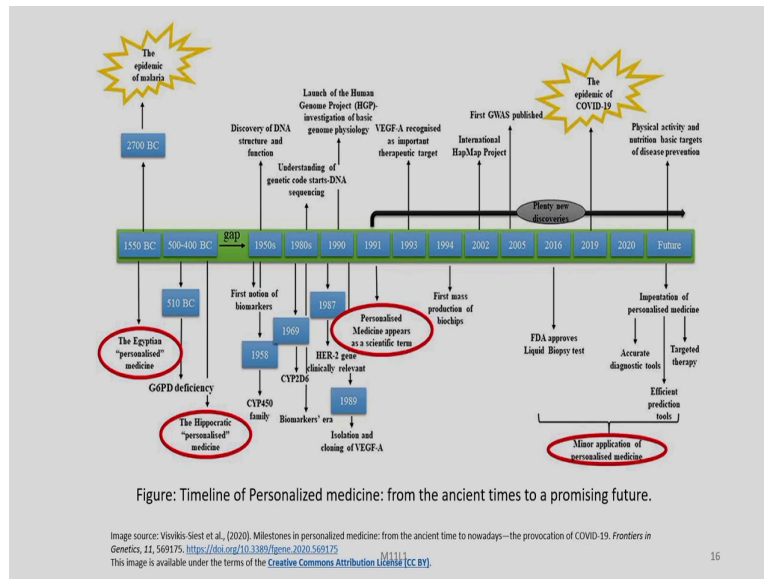 The
epidemic
of malaria
2700 BC
Discovery of DNA
structure and
function
Understanding of
genetic code starts-DNA
sequencing
Launch of the Human
Genome Project (HGP)-
investigation of basic
genome physiology
VEGF-A recognised
as important
therapeutic target
International
HapMap Project
First GWAS published
The
epidemic of
COVID-19
Physical activity and
nutrition basic targets
of disease prevention
Plenty new
discoveries
1550 BC
500-400 BC
gap
1950s
1980s
1990
1991
1993
1994
2002
2005
2016
2019
2020
Future
The Egyptian
"personalised"
medicine
510 BC
G6PD deficiency
The Hippocratic
"personalised"
medicine
First notion of
biomarkers
1958
CYP450
family
1969
CYP2D6
Biomarkers' era
1987
HER-2 gene
clinically relevant
1989
Isolation and
cloning of VEGF-A
Personalised
Medicine appears
as a scientific term
First mass
production of
biochips
FDA approves
Liquid Biopsy test
Impentation of
personalised medicine
Accurate
diagnostic tools
Efficient
prediction
tools
Targeted
therapy
Minor application of
personalised medicine
Figure: Timeline of Personalized medicine: from the ancient times to a promising future.
Image source: Visvikis-Siest et al., (2020). Milestones in personalized medicine: from the ancient time to nowadays—the provocation of COVID-19. Frontiers in
Genetics, 11, 569175. https://doi.org/10.3389/fgene.2020.569175
This image is available under the terms of the Creative Commons Attribution License [CC BY].
M11L1
16